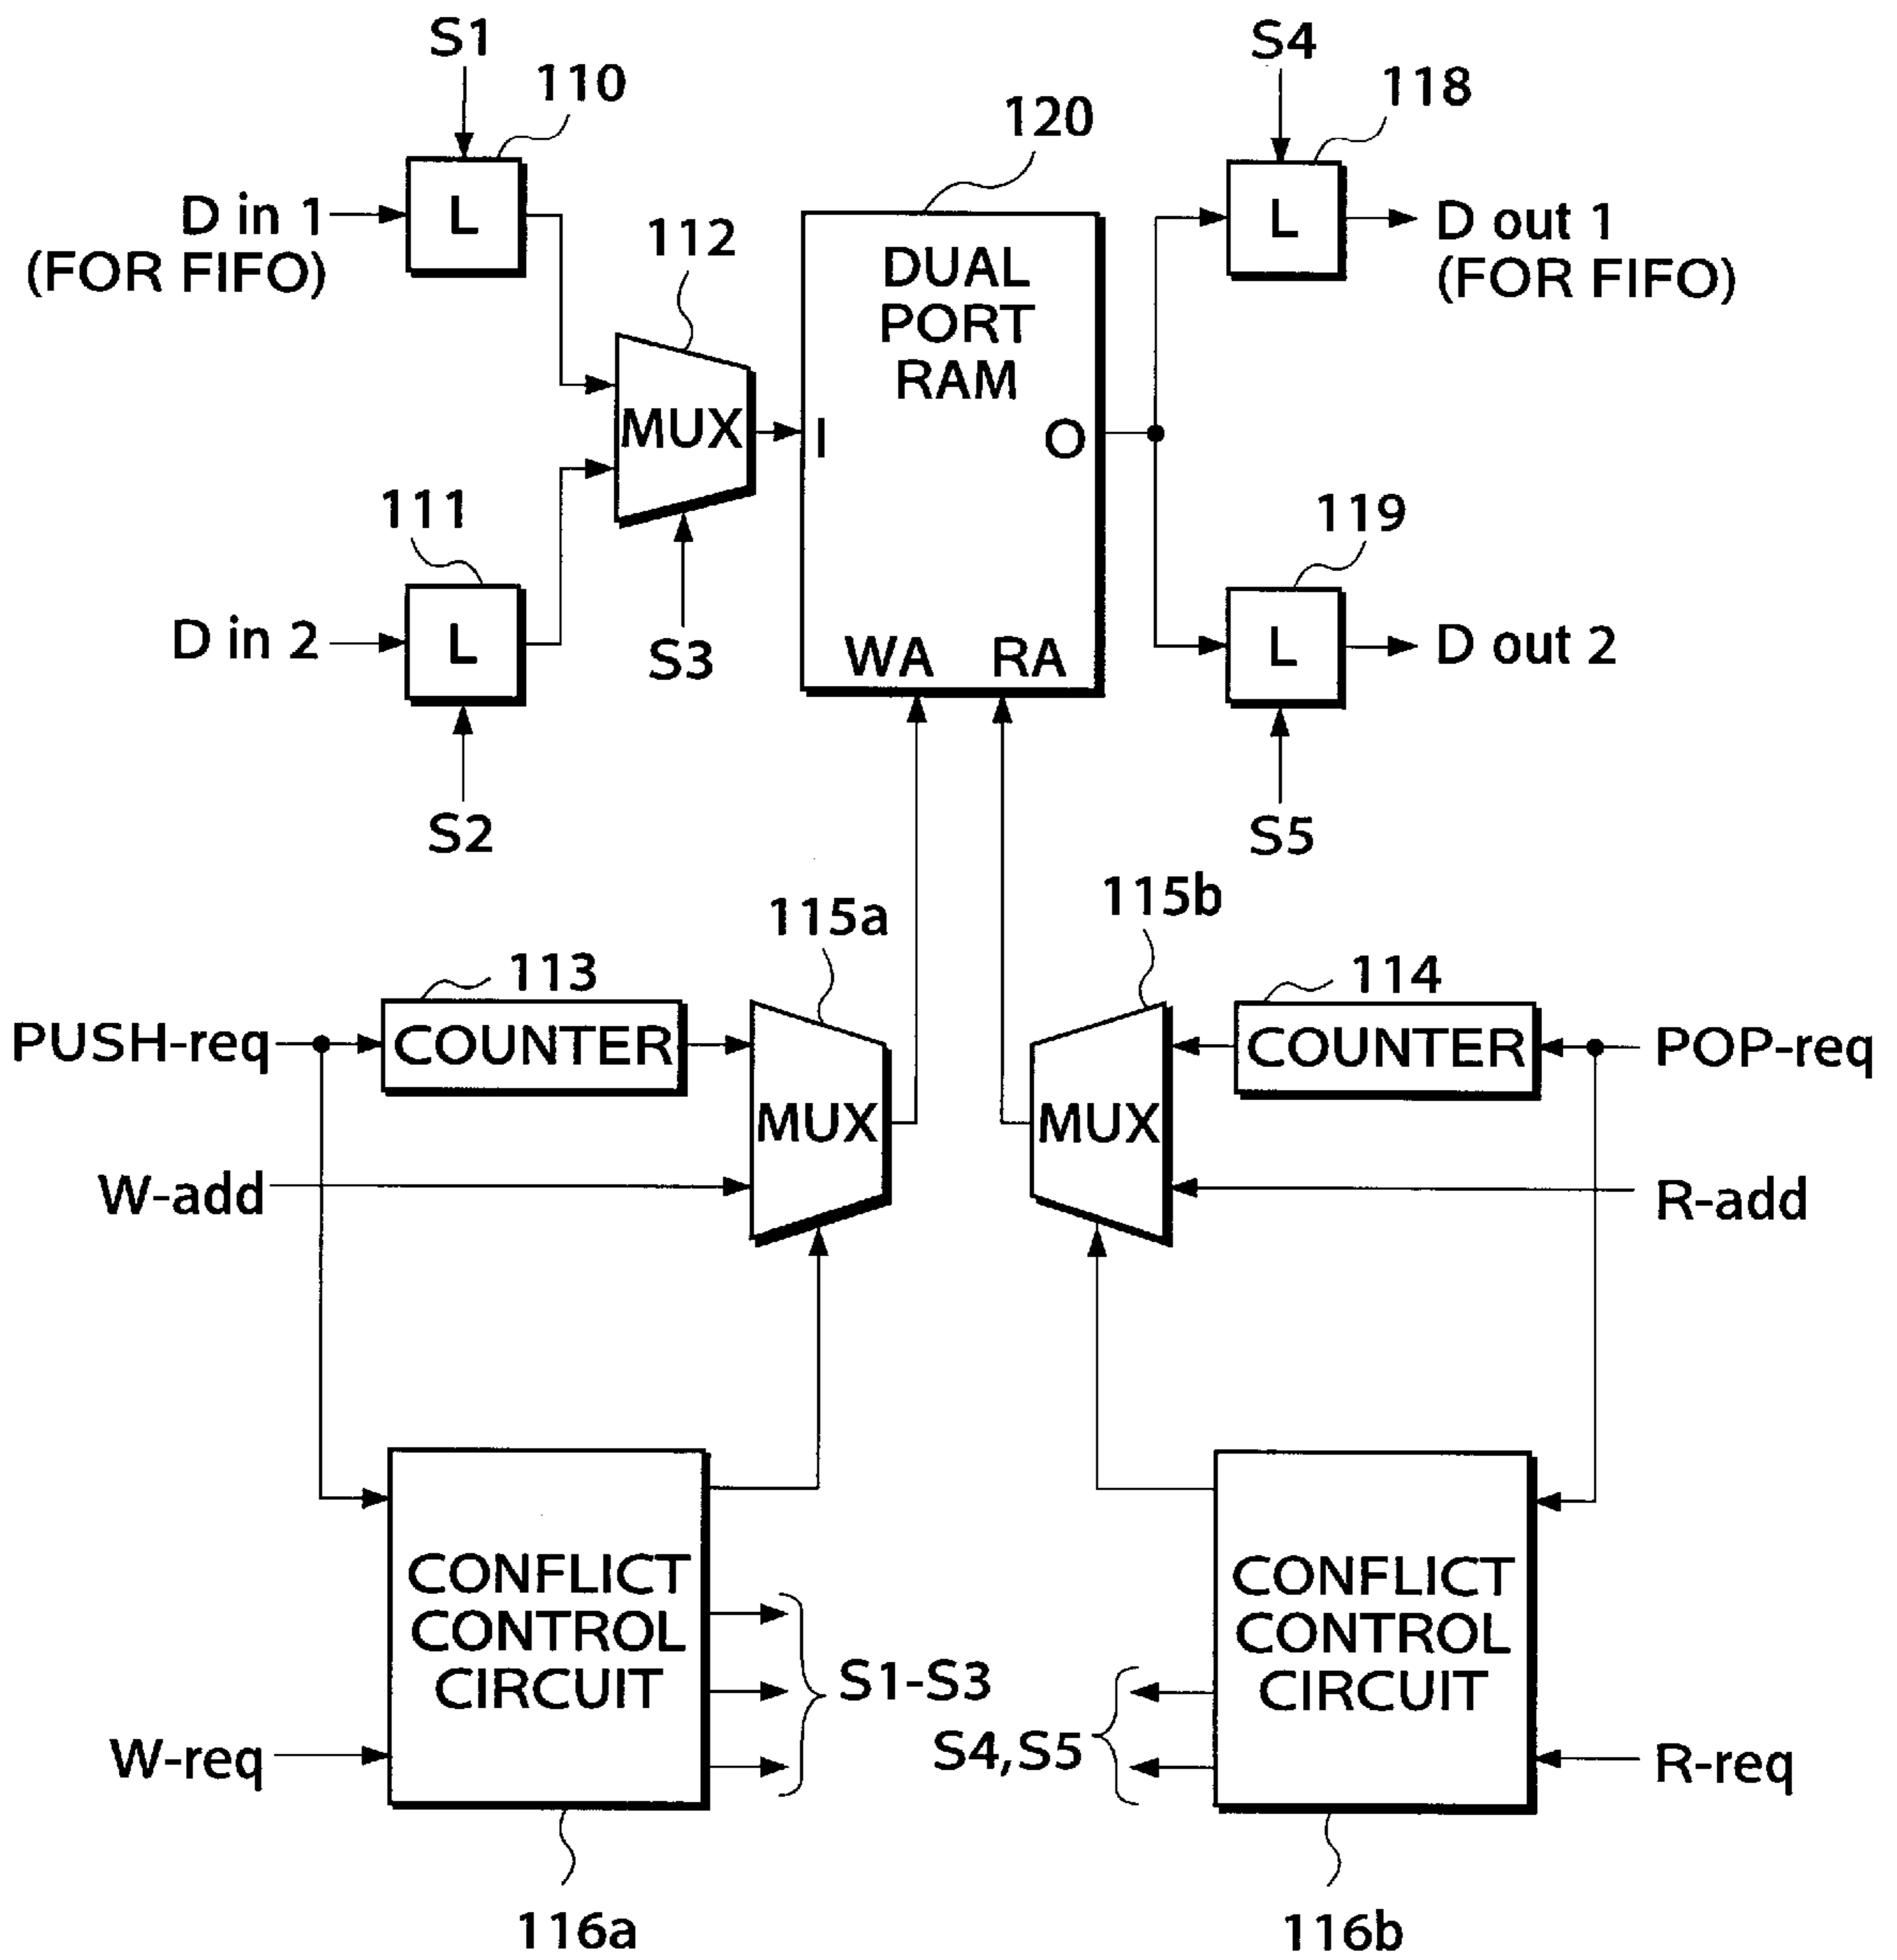 S1
S4
110
118
120
D in 1
(FOR FIFO)
L
L
D out 1
(FOR FIFO)
112
DUAL
PORT
RAM
MUX
I
O
111
119
D in 2
L
S3
WA
RA
L
D out 2
S2
S5
115a
115b
113
114
PUSH-req
COUNTER
COUNTER
POP-req
MUX
MUX
W-add
R-add
CONFLICT
CONTROL
CIRCUIT
CONFLICT
CONTROL
CIRCUIT
S1-S3
S4,S5
W-req
R-req
116a
116b